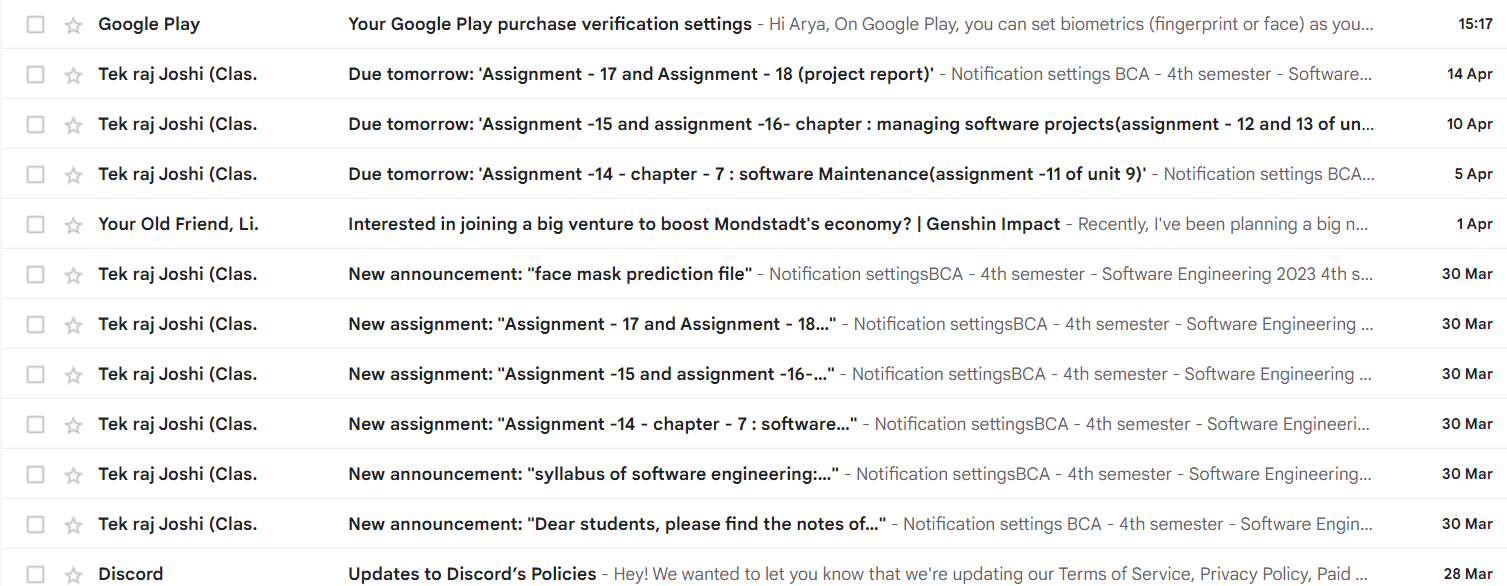 Google Play Your Google Play purchase verification settings - Hi Arya, On Google Play, you can set biometrics (fingerprint or face) as you... 15:17
Tek raj Joshi (Clas. Due tomorrow: 'Assignment - 17 and Assignment - 18 (project report)' - Notification settings BCA - 4th semester - Software... 14 Apr
Tek raj Joshi (Clas. Due tomorrow: 'Assignment -15 and assignment -16- chapter : managing software projects(assignment - 12 and 13 of un... 10 Apr
Tek raj Joshi (Clas. Due tomorrow: 'Assignment -14 - chapter - 7 : software Maintenance(assignment -11 of unit 9)' - Notification settings BCA... 5 Apr
Your Old Friend, Li. Interested in joining a big venture to boost Mondstadt's economy? | Genshin Impact - Recently, I've been planning a big n... 1 Apr
Tek raj Joshi (Clas. New announcement: "face mask prediction file" - Notification settingsBCA - 4th semester - Software Engineering 2023 4th s... 30 Mar
Tek raj Joshi (Clas. New assignment: "Assignment - 17 and Assignment - 18..." - Notification settingsBCA - 4th semester - Software Engineering ... 30 Mar
Tek raj Joshi (Clas. New assignment: "Assignment -15 and assignment -16-..." - Notification settingsBCA - 4th semester - Software Engineering ... 30 Mar
Tek raj Joshi (Clas. New assignment: "Assignment -14 - chapter - 7 : software..." - Notification settingsBCA - 4th semester - Software Engineeri... 30 Mar
Tek raj Joshi (Clas. New announcement: "syllabus of software engineering:..." - Notification settingsBCA - 4th semester - Software Engineering... 30 Mar
Tek raj Joshi (Clas. New announcement: "Dear students, please find the notes of..." - Notification settings BCA - 4th semester - Software Engin... 30 Mar
Discord Updates to Discord’s Policies - Hey! We wanted to let you know that we're updating our Terms of Service, Privacy Policy, Paid ... 28 Mar